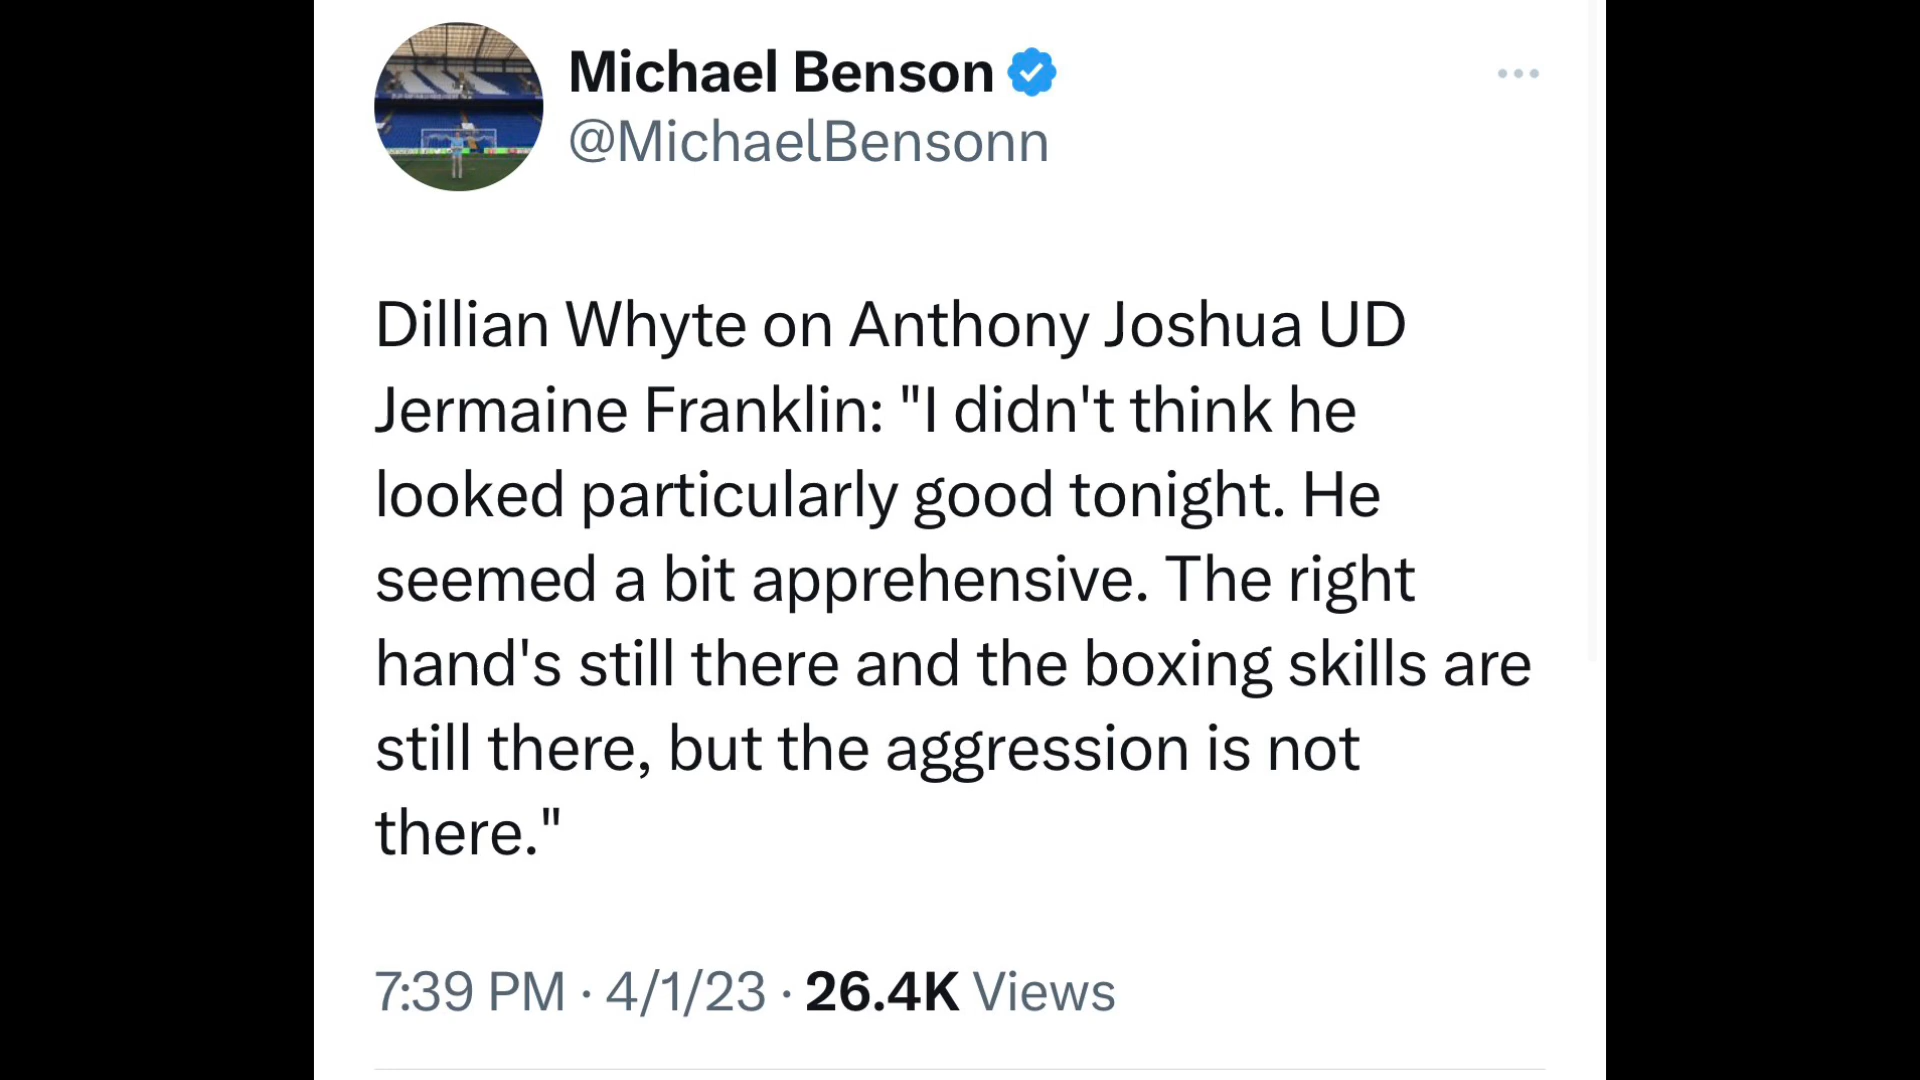 Michael Benson
@MichaelBensonn
Dillian Whyte on Anthony Joshua UD
Jermaine Franklin: "I didn't think he
looked particularly good tonight. He
seemed a bit apprehensive. The right
hand's still there and the boxing skills are
still there, but the aggression is not
there."
7:39 PM · 4/1/23 · 26.4K Views